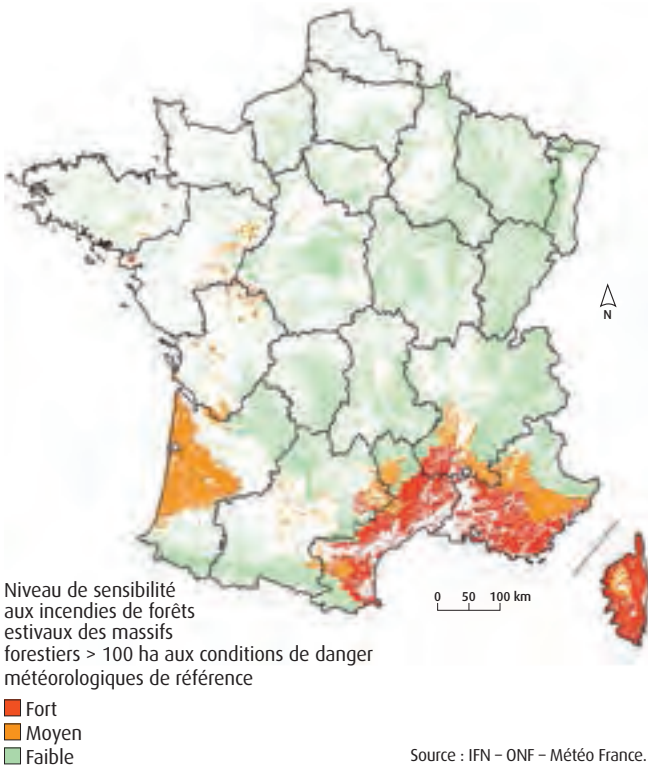 N
0 50 100 km
Niveau de sensibilité
aux incendies de forêts
estivaux des massifs
forestiers > 100 ha aux conditions de danger
météorologiques de référence
Fort
Moyen
Faible
Source : IFN – ONF – Météo France.